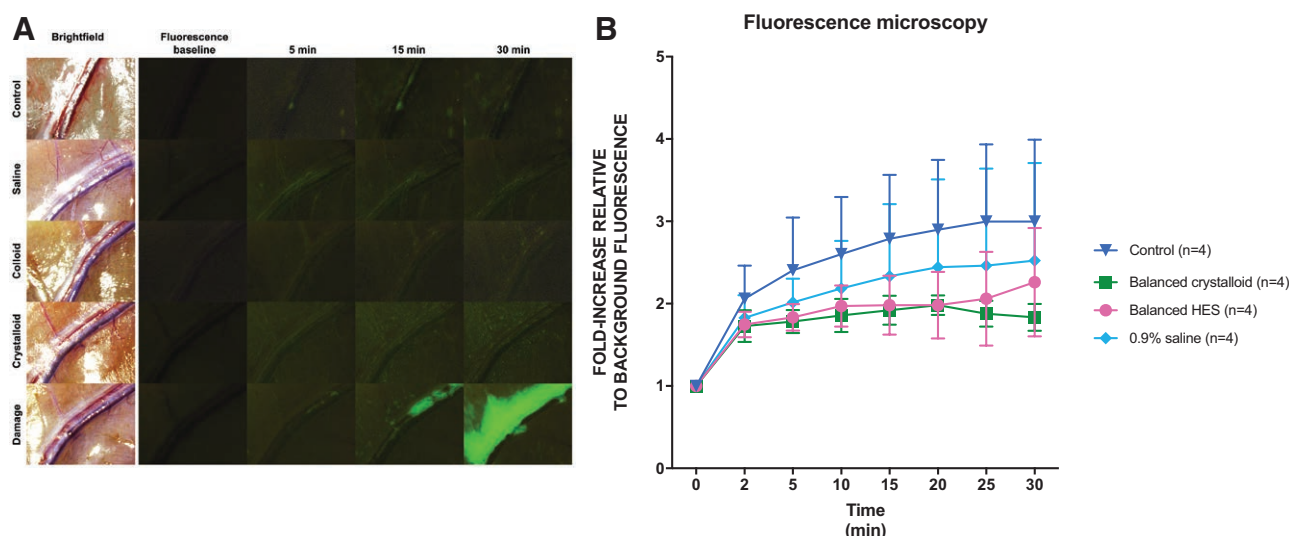 A
Brightfield
Fluorescence
baseline
5 min
15 min
30 min
Control
Saline
Colloid
Crystalloid
Damage
B
Fluorescence microscopy
FOLD-INCREASE RELATIVE
TO BACKGROUND FLUORESCENCE
5
4
3
2
1
0
0
2
5
10
15
20
25
30
Time
(min)
Control (n=4)
Balanced crystalloid (n=4)
Balanced HES (n=4)
0.9% saline (n=4)